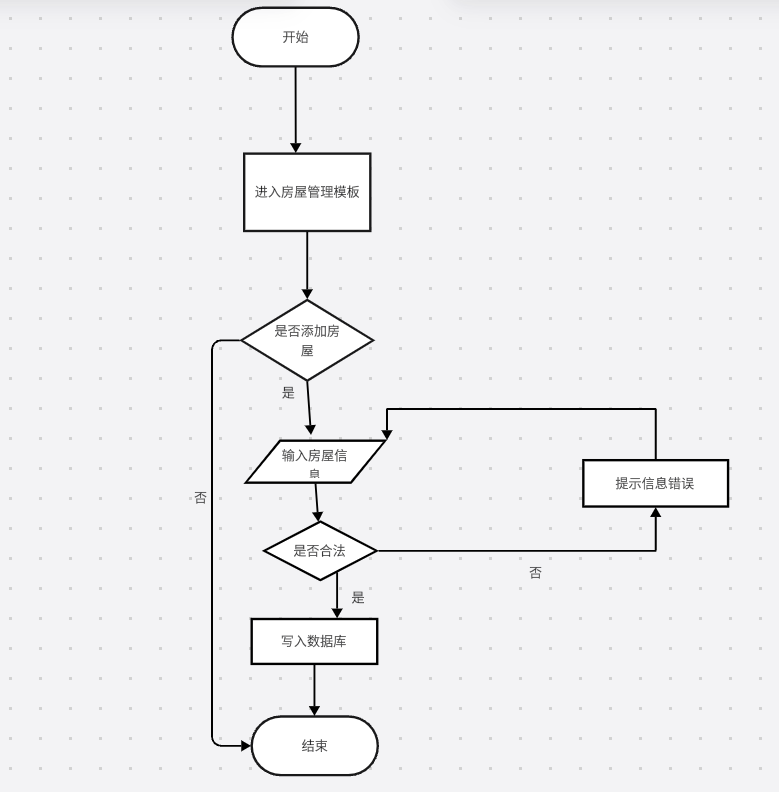 开始
进入房屋管理模板
是否添加房
屋
是
输入房屋信
息
提示信息错误
否
是否合法
否
是
写入数据库
结束